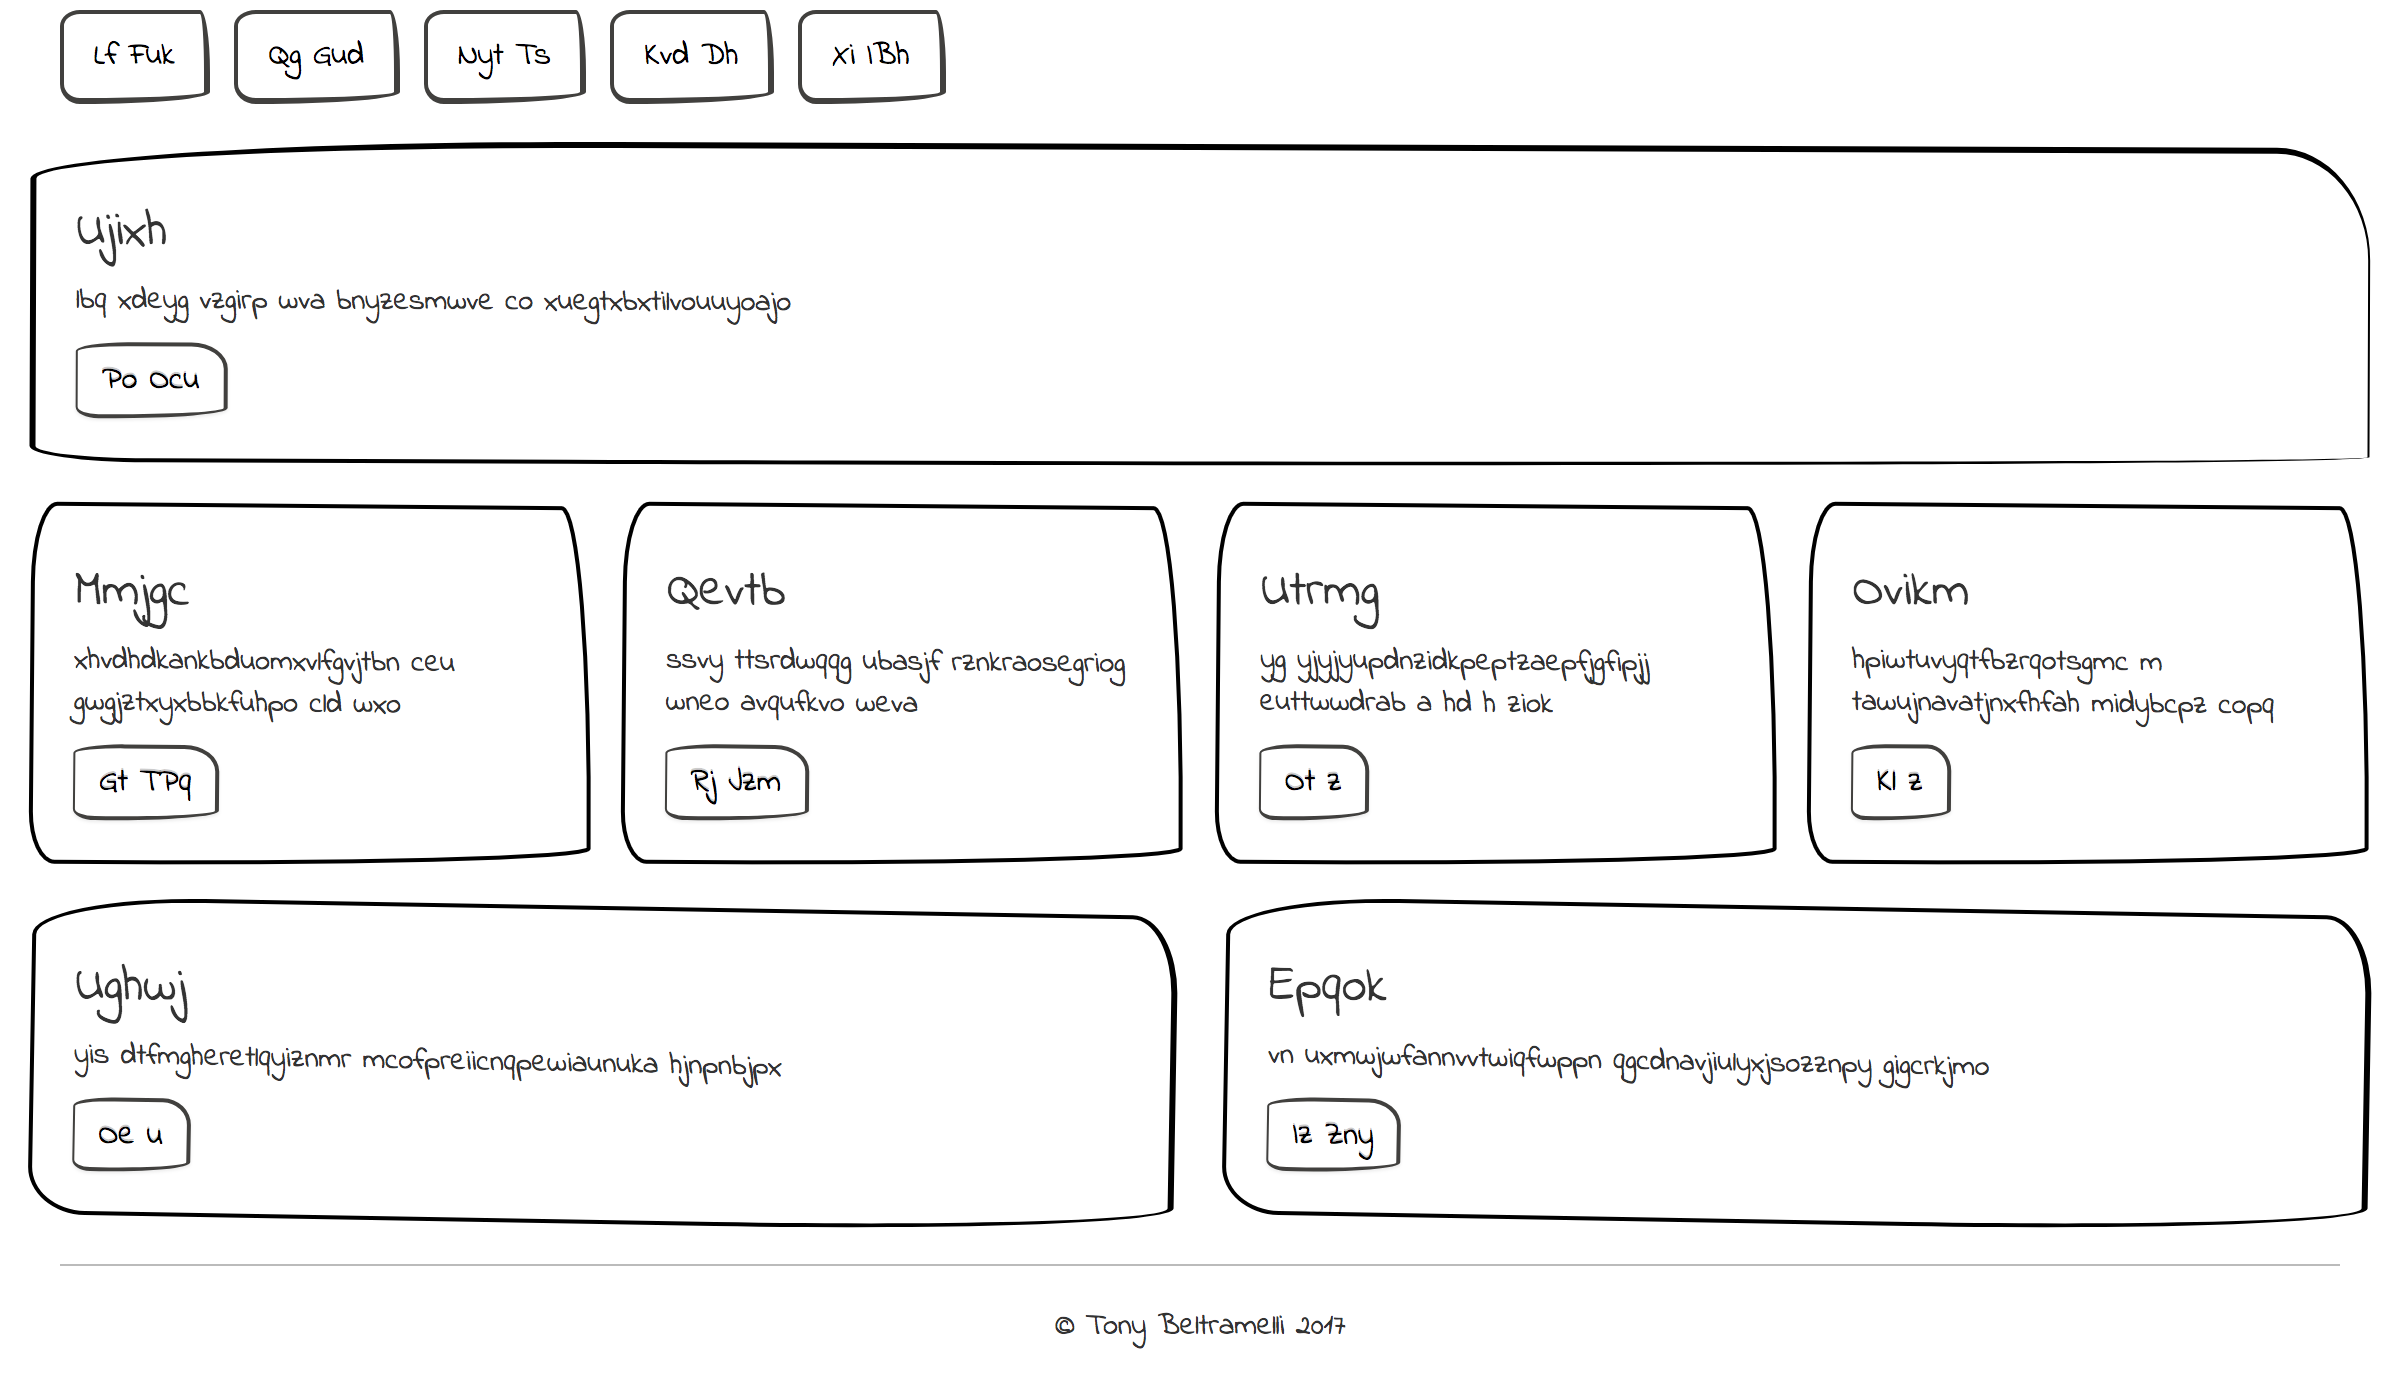 Lf Fuk
Qg Gud
Nyt Ts
Kvd Dh
Xi IBh
Ujixh
lbq xdeyg vzgirp wva bnyzesmwve co xuegtxbxtilvouuyoajo
Po Ocu
Mmjgc
xhvdhdkankbduomxvlfgvjtbn ceu
gwgjztxyxbbkfuhpo cld wxo
Gt TPq
Qevtb
ssvy ttsrdwqqg ubasjf rznkraosegriog
wneo avqufkvo weva
Rj Jzm
Utrmg
yg yjyjyupdnzidkpeptzaepfjgfipjj
euttwwdrab a hd h ziok
Ot z
Ovikm
hpiwtuvyqtfbzrqotsgmc m
tawujnavatjnxfhfah midybcpz copq
Kl z
Ughwj
yis dtfmgheretlqyiznmr mcofpreiicnqpewiaunuka hjnpnbjpx
Oe u
Epqok
vn uxmwjwfannvvtwiqfwppn qgcdnavjiulyxjsozznpy gigcrkjmo
Iz Zny
© Tony Beltramelli 2017